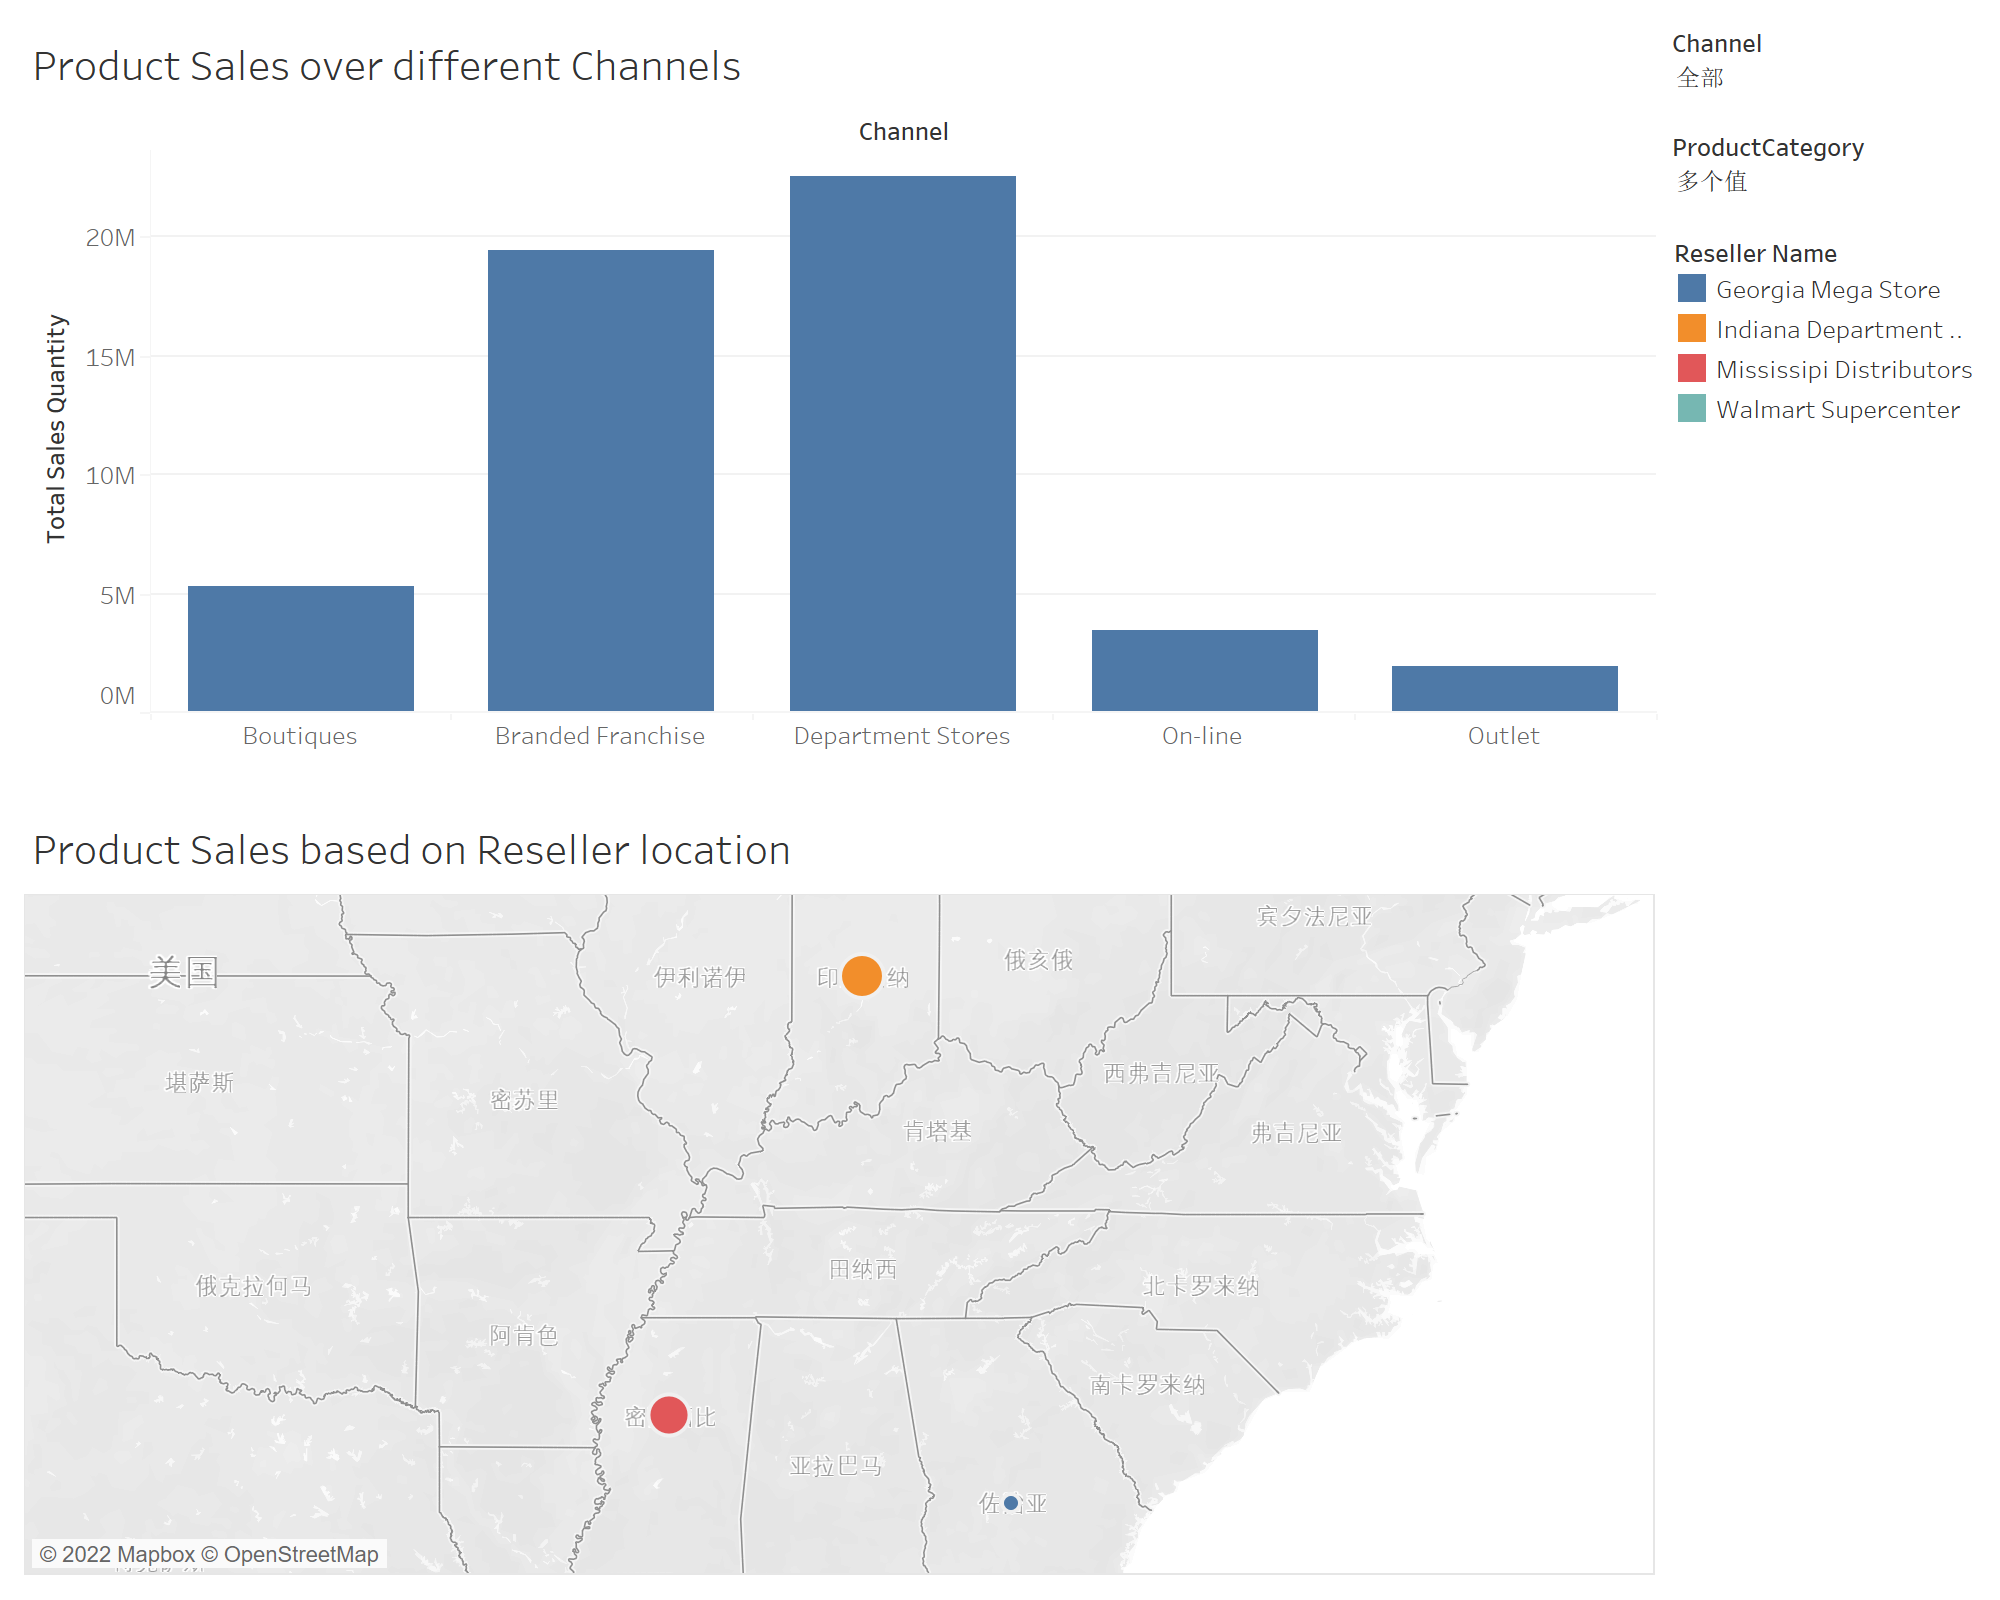 Product Sales over different Channels
Channel
20M
15M
10M
5M
0M
Total Sales Quantity
Boutiques
Branded Franchise
Department Stores
On-line
Outlet
Channel
全部
ProductCategory
多个值
Reseller Name
Georgia Mega Store
Indiana Department ..
Mississipi Distributors
Walmart Supercenter
Product Sales based on Reseller location
宾夕法尼亚
美国
伊利诺伊
印
纳
俄亥俄
堪萨斯
密苏里
西弗吉尼亚
肯塔基
弗吉尼亚
俄克拉何马
田纳西
北卡罗来纳
阿肯色
南卡罗来纳
密
比
亚拉巴马
佐
亚
© 2022 Mapbox © OpenStreetMap